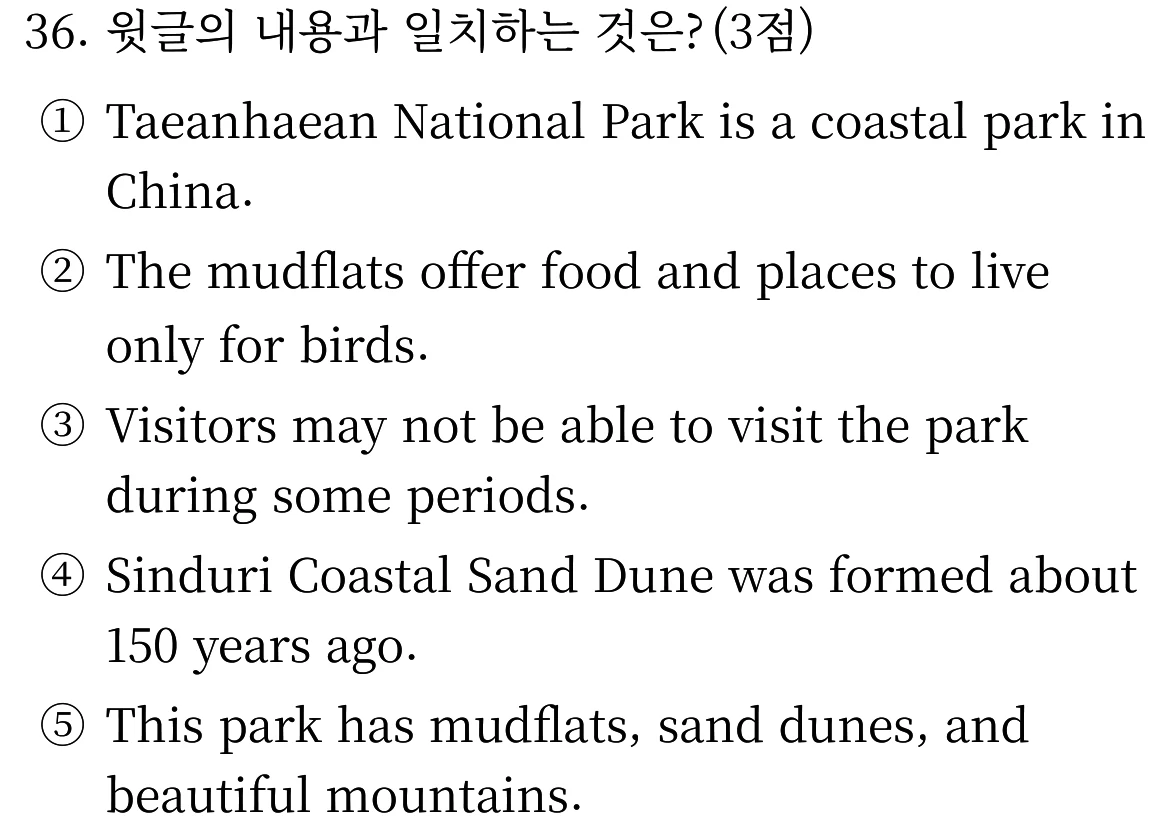 36. 윗글의 내용과 일치하는 것은?(3점)
① Taeanhaean National Park is a coastal park in
China.
② The mudflats offer food and places to live
only for birds.
③ Visitors may not be able to visit the park
during some periods.
④ Sinduri Coastal Sand Dune was formed about
150 years ago.
⑤ This park has mudflats, sand dunes, and
beautiful mountains.